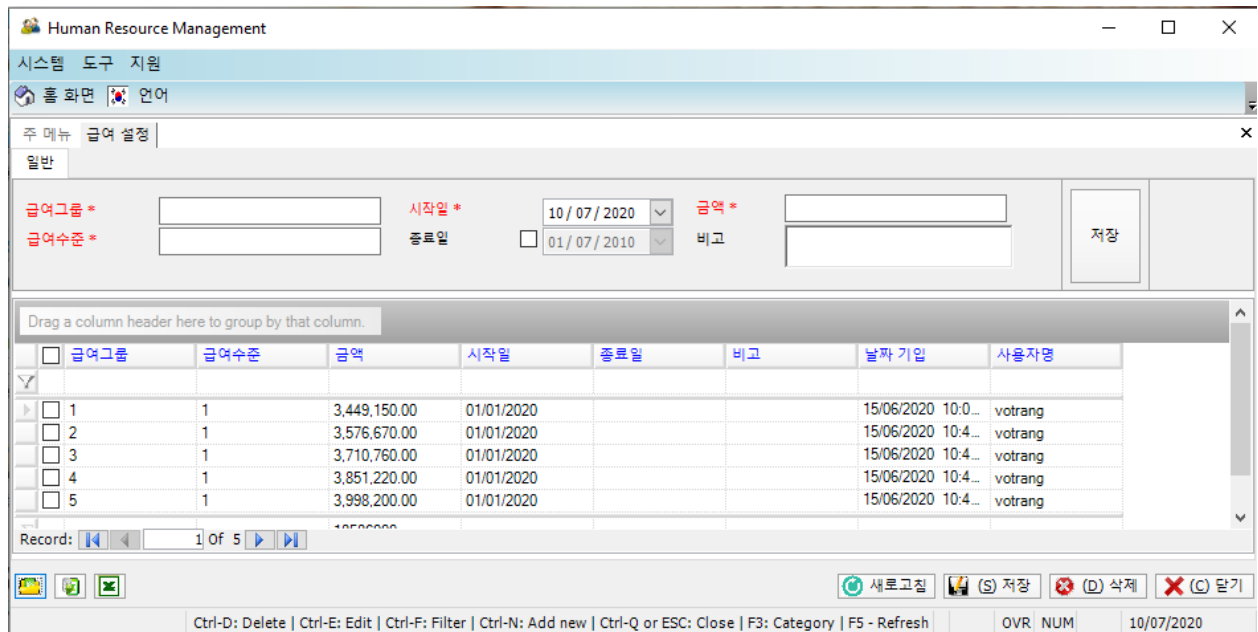 Human Resource Management
시스템 도구 지원
홈 화면 언어
주 메뉴 급여 설정
일반
급여그룹 * 시작일 * 10 / 07 / 2020 금액 *
급여수준 * 종료일 01 / 07 / 2010 비고
저장
Drag a column header here to group by that column.
급여그룹 급여수준 금액 시작일 종료일 비고 날짜 기입 사용자명
1 1 3,449,150.00 01/01/2020 15/06/2020 10:0... votrang
2 1 3,576,670.00 01/01/2020 15/06/2020 10:4... votrang
3 1 3,710,760.00 01/01/2020 15/06/2020 10:4... votrang
4 1 3,851,220.00 01/01/2020 15/06/2020 10:4... votrang
5 1 3,998,200.00 01/01/2020 15/06/2020 10:4... votrang
Record: 1 Of 5
새로고침 (S) 저장 (D) 삭제 (C) 닫기
Ctrl-D: Delete | Ctrl-E: Edit | Ctrl-F: Filter | Ctrl-N: Add new | Ctrl-Q or ESC: Close | F3: Category | F5 - Refresh OVR NUM 10/07/2020